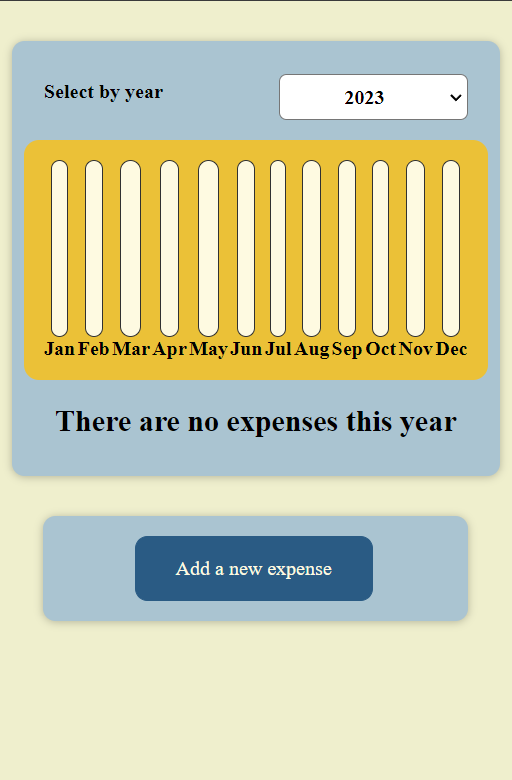 Select by year 2023
Jan Feb Mar Apr May Jun Jul Aug Sep Oct Nov Dec
There are no expenses this year
Add a new expense